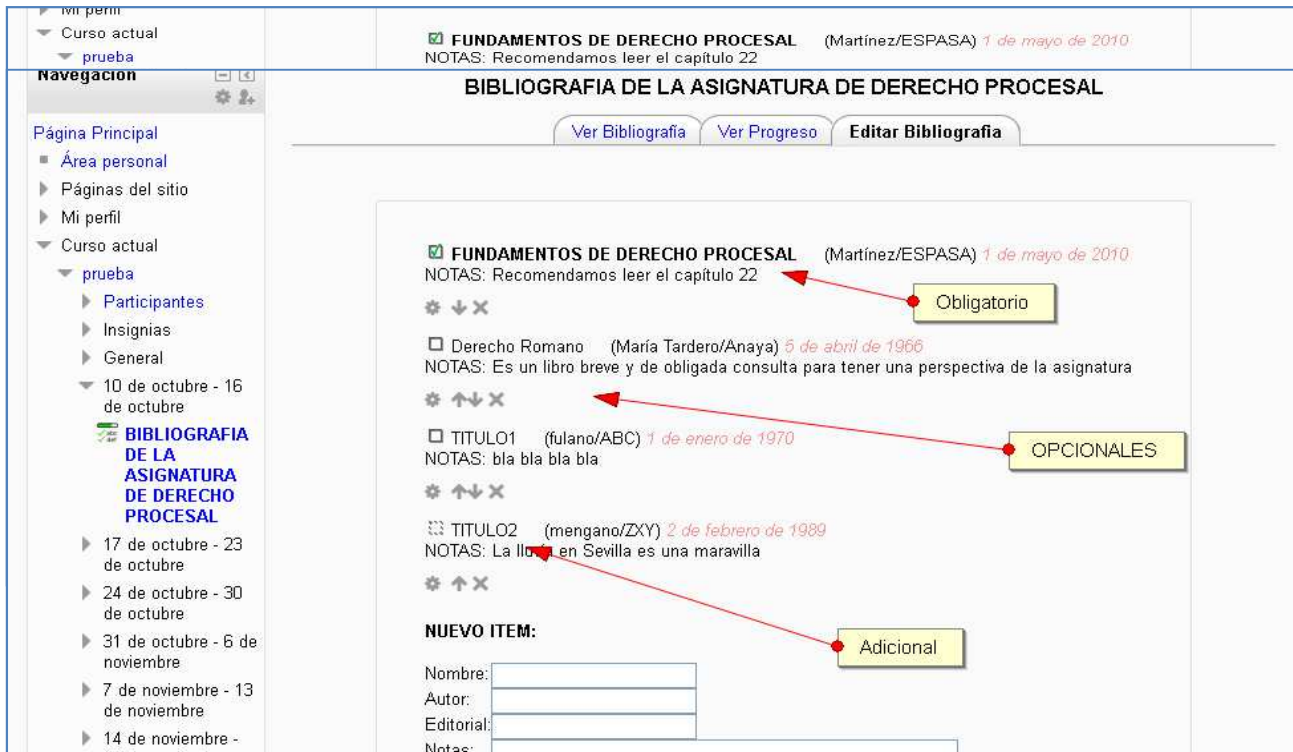 Mi perfil
Curso actual
prueba
FUNDAMENTOS DE DERECHO PROCESAL (Martínez/ESPASA) 1 de mayo de 2010
NOTAS: Recomendamos leer el capítulo 22
Navegación
Página Principal
Área personal
Páginas del sitio
Mi perfil
Curso actual
prueba
Participantes
Insignias
General
10 de octubre - 16
de octubre
BIBLIOGRAFIA
DE LA
ASIGNATURA
DE DERECHO
PROCESAL
17 de octubre - 23
de octubre
24 de octubre - 30
de octubre
31 de octubre - 6 de
noviembre
7 de noviembre - 13
de noviembre
14 de noviembre -
BIBLIOGRAFIA DE LA ASIGNATURA DE DERECHO PROCESAL
Ver Bibliografía Ver Progreso Editar Bibliografia
FUNDAMENTOS DE DERECHO PROCESAL (Martínez/ESPASA) 1 de mayo de 2010
NOTAS: Recomendamos leer el capítulo 22
Obligatorio
Derecho Romano (María Tardero/Anaya) 5 de abril de 1966
NOTAS: Es un libro breve y de obligada consulta para tener una perspectiva de la asignatura
TITULO1 (fulano/ABC) 1 de enero de 1970
NOTAS: bla bla bla bla
OPCIONALES
TITULO2 (mengano/ZXY) 2 de febrero de 1989
NOTAS: La lluvia en Sevilla es una maravilla
NUEVO ITEM:
Adicional
Nombre:
Autor:
Editorial:
Notas: